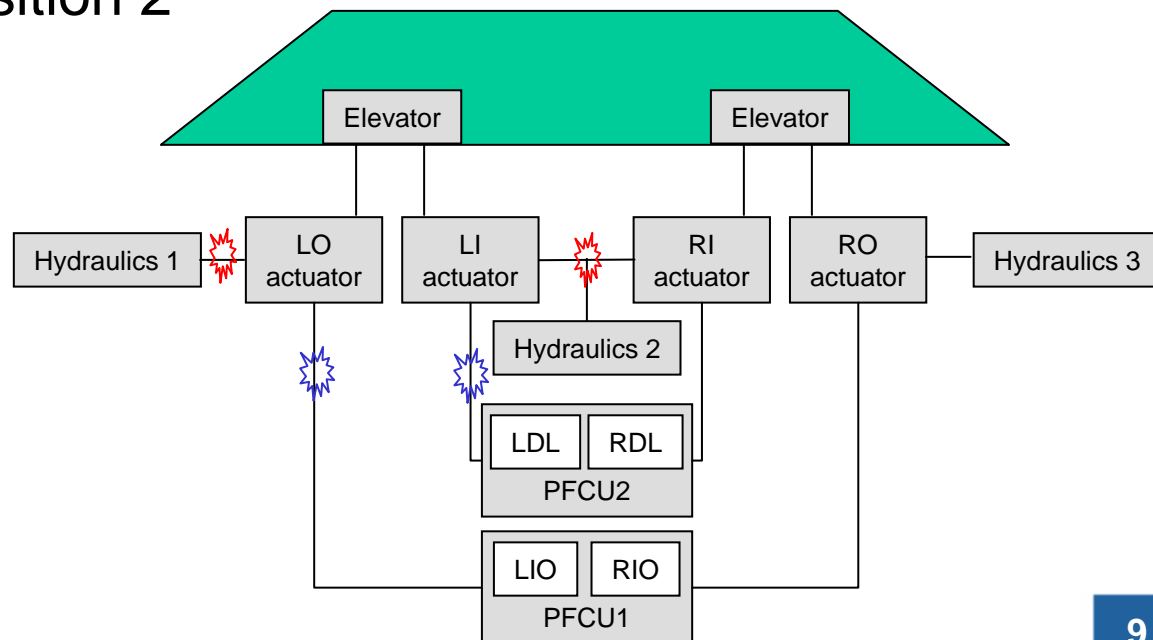 sition 2
Elevator
Elevator
Hydraulics 1
LO
actuator
LI
actuator
RI
actuator
RO
actuator
Hydraulics 3
Hydraulics 2
LDL
RDL
PFCU2
LIO
RIO
PFCU1
9